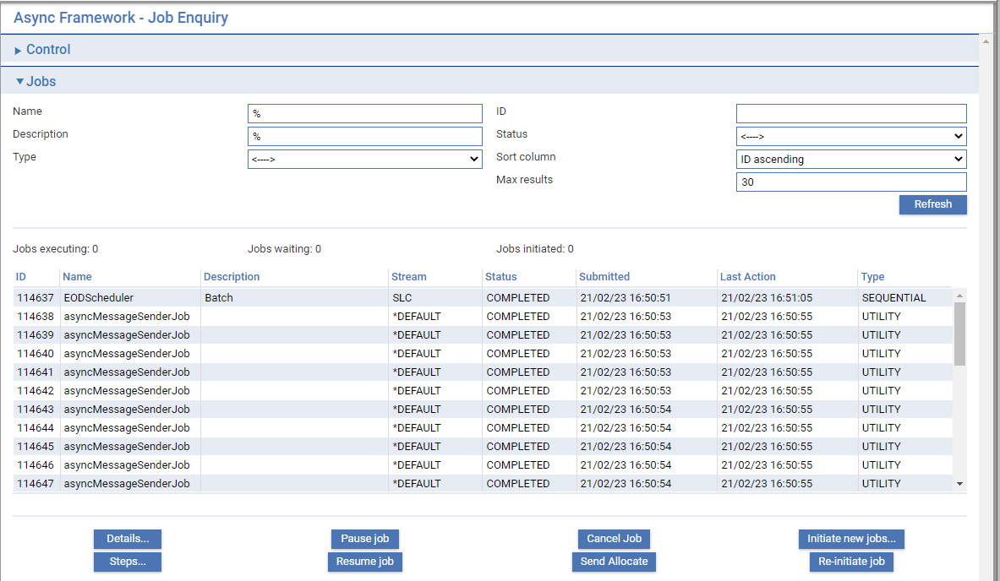 Async Framework - Job Enquiry
Control
Jobs
Name % ID
Description % Status <---->
Type <----> Sort column ID ascending
Max results 30
Refresh
Jobs executing: 0 Jobs waiting: 0 Jobs initiated: 0
ID Name Description Stream Status Submitted Last Action Type
114637 EODScheduler Batch SLC COMPLETED 21/02/23 16:50:51 21/02/23 16:51:05 SEQUENTIAL
114638 asyncMessageSenderJob *DEFAULT COMPLETED 21/02/23 16:50:53 21/02/23 16:50:55 UTILITY
114639 asyncMessageSenderJob *DEFAULT COMPLETED 21/02/23 16:50:53 21/02/23 16:50:55 UTILITY
114640 asyncMessageSenderJob *DEFAULT COMPLETED 21/02/23 16:50:53 21/02/23 16:50:55 UTILITY
114641 asyncMessageSenderJob *DEFAULT COMPLETED 21/02/23 16:50:53 21/02/23 16:50:55 UTILITY
114642 asyncMessageSenderJob *DEFAULT COMPLETED 21/02/23 16:50:53 21/02/23 16:50:55 UTILITY
114643 asyncMessageSenderJob *DEFAULT COMPLETED 21/02/23 16:50:54 21/02/23 16:50:55 UTILITY
114644 asyncMessageSenderJob *DEFAULT COMPLETED 21/02/23 16:50:54 21/02/23 16:50:55 UTILITY
114645 asyncMessageSenderJob *DEFAULT COMPLETED 21/02/23 16:50:54 21/02/23 16:50:55 UTILITY
114646 asyncMessageSenderJob *DEFAULT COMPLETED 21/02/23 16:50:54 21/02/23 16:50:55 UTILITY
114647 asyncMessageSenderJob *DEFAULT COMPLETED 21/02/23 16:50:54 21/02/23 16:50:55 UTILITY
Details... Pause job Cancel Job Initiate new jobs...
Steps... Resume job Send Allocate Re-initiate job